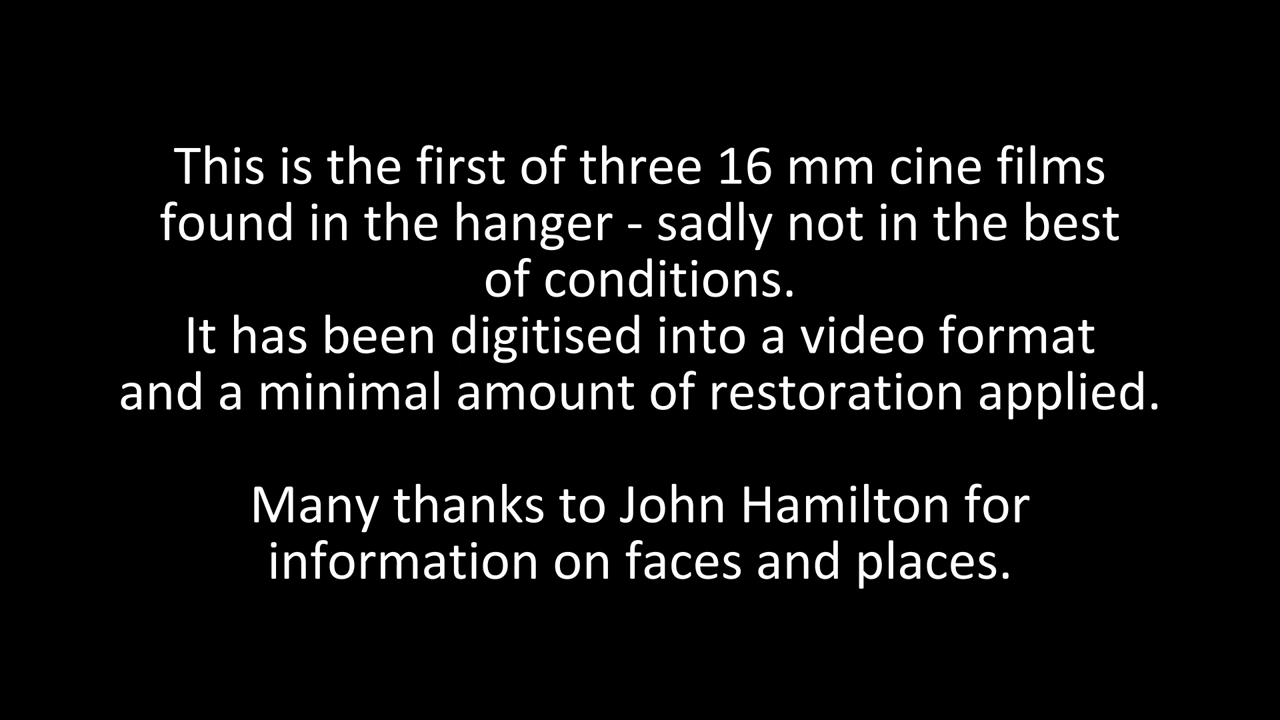 This is the first of three 16 mm cine films
found in the hanger - sadly not in the best
of conditions.
It has been digitised into a video format
and a minimal amount of restoration applied.
Many thanks to John Hamilton for
information on faces and places.